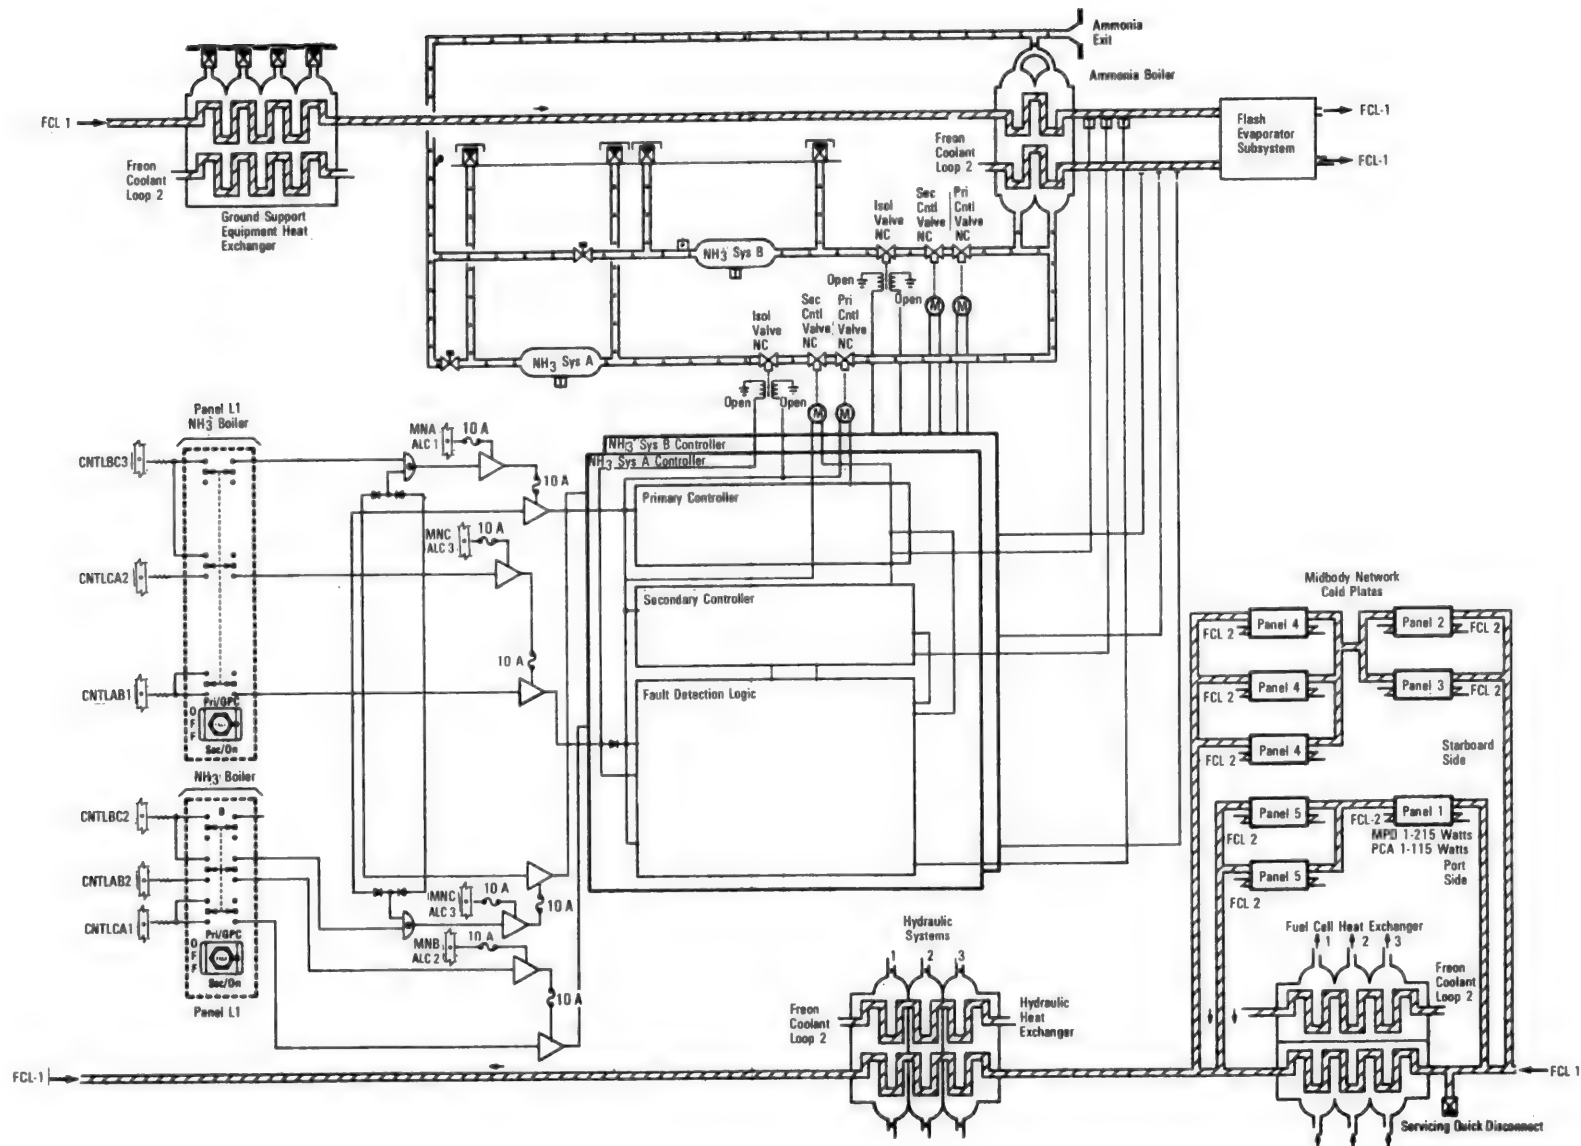 Ammonia
Exit
Ammonia Boiler
FCL 1
Freon
Coolant
Loop 2
Ground Support
Equipment Heat
Exchanger
Freon
Coolant
Loop 2
Flash
Evaporator
Subsystem
FCL-1
FCL-1
Isol
Valve
NC
Sec
Cntl
Valve
NC
Pri
Cntl
Valve
NC
NH3 Sys B
Open
Open
M
M
Isol
Valve
NC
Sec
Cntl
Valve
NC
Pri
Cntl
Valve
NC
NH3 Sys A
Open
Open
M
M
Panel L1
NH3 Boiler
CNTLBC3
CNTLCA2
CNTLAB1
Pri/GPC
OFF
Sec/On
MNA
ALC 1
10 A
10 A
MNC
ALC 3
10 A
10 A
NH3 Sys B Controller
NH3 Sys A Controller
Primary Controller
Secondary Controller
Fault Detection Logic
NH3 Boiler
B
CNTLBC2
CNTLAB2
CNTLCA1
Pri/GPC
OFF
Sec/On
Panel L1
MNC
ALC 3
10 A
10 A
MNB
ALC 2
10 A
10 A
Midbody Network
Cold Plates
Panel 4
FCL 2
Panel 2
FCL 2
Panel 4
FCL 2
Panel 3
FCL 2
Panel 4
FCL 2
Starboard
Side
Panel 5
FCL 2
Panel 1
FCL-2
MPD 1-215 Watts
PCA 1-115 Watts
Port
Side
Panel 5
FCL 2
Hydraulic
Systems
1 2 3
Freon
Coolant
Loop 2
Hydraulic
Heat
Exchanger
Fuel Cell Heat Exchanger
1 2 3
Freon
Coolant
Loop 2
FCL-1
FCL 1
Servicing Quick Disconnect